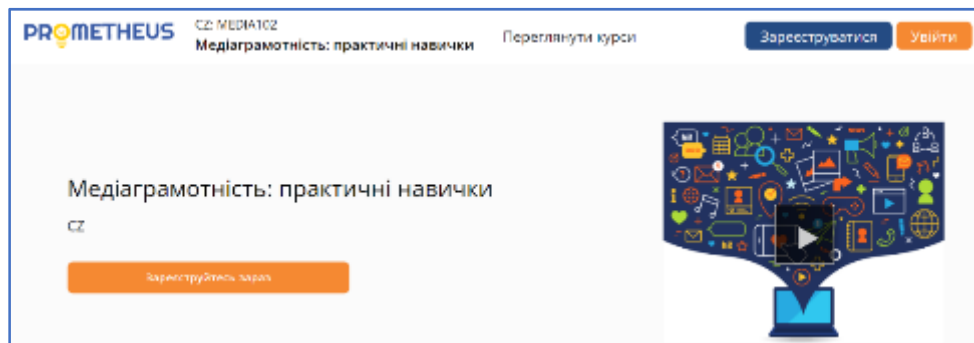 PROMETHEUS
CZ: MEDIA102
Медіаграмотність: практичні навички
Переглянути курси
Зареєструватися
Увійти
Медіаграмотність: практичні навички
CZ
Зареєструйтесь зараз